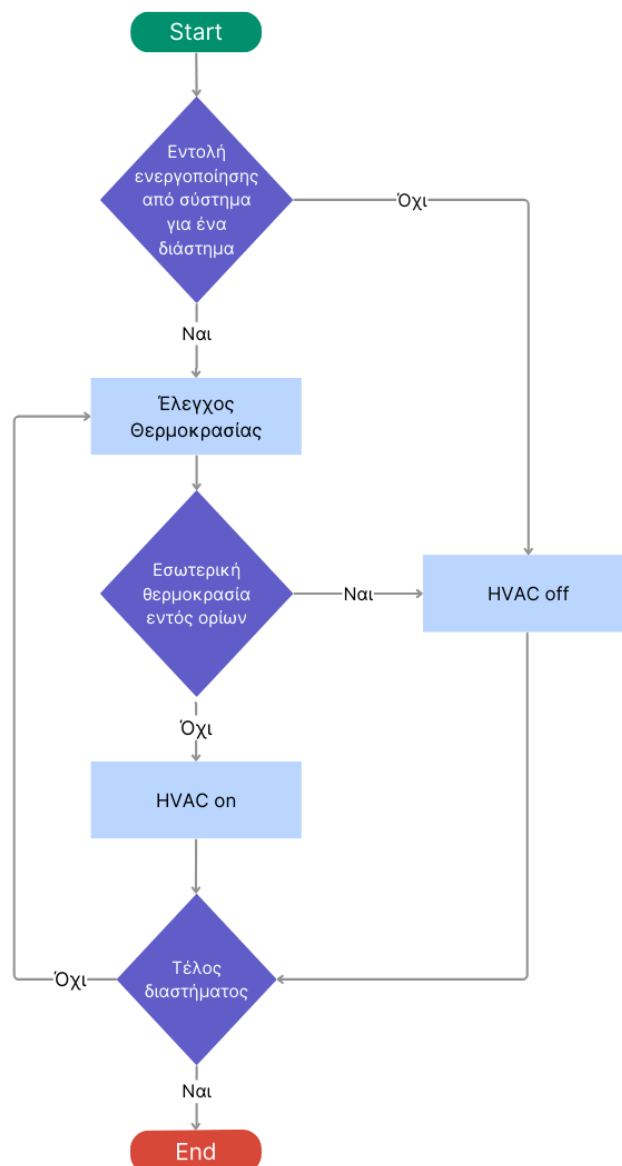 Start
Εντολή
ενεργοποίησης
από σύστημα
για ένα
διάστημα
Όχι
Ναι
Έλεγχος
Θερμοκρασίας
Εσωτερική
θερμοκρασία
εντός ορίων
Ναι
HVAC off
Όχι
HVAC on
Τέλος
διαστήματος
Όχι
Ναι
End